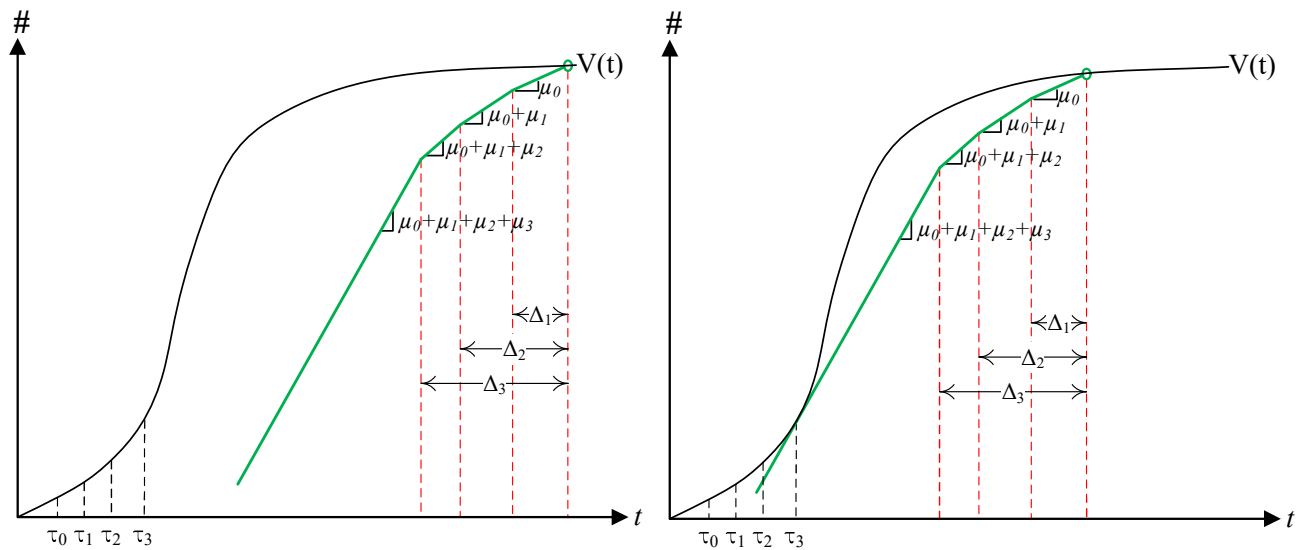 #
V(t)
μ₀
μ₀+μ₁
μ₀+μ₁+μ₂
μ₀+μ₁+μ₂+μ₃
Δ₁
Δ₂
Δ₃
t
τ₀ τ₁ τ₂ τ₃
#
V(t)
μ₀
μ₀+μ₁
μ₀+μ₁+μ₂
μ₀+μ₁+μ₂+μ₃
Δ₁
Δ₂
Δ₃
t
τ₀ τ₁ τ₂ τ₃